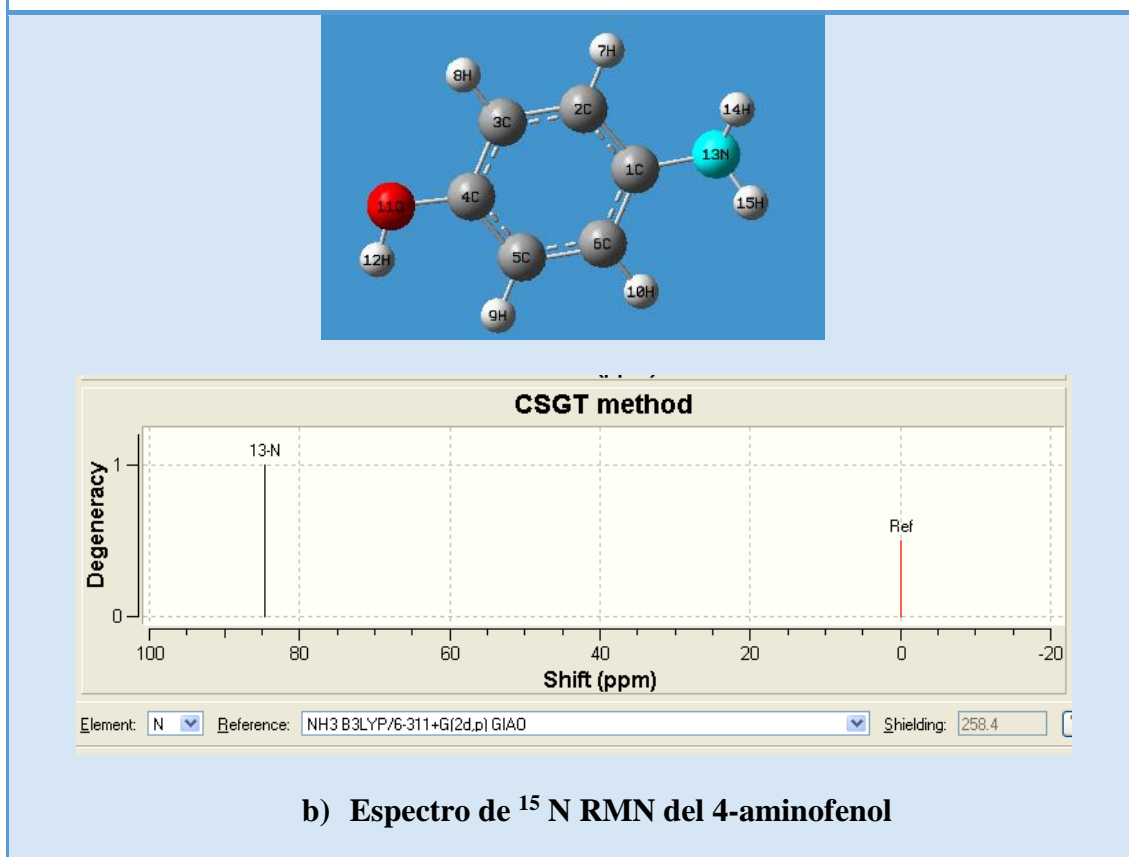 7H
8H
2C
14H
3C
13N
1C
4C
15H
11O
6C
5C
12H
10H
9H
CSGT method
13-N
1
Ref
Degeneracy
0
100 80 60 40 20 0 -20
Shift (ppm)
Element: N Reference: NH3 B3LYP/6-311+G(2d,p) GIAO Shielding: 258.4
b) Espectro de ¹⁵ N RMN del 4-aminofenol